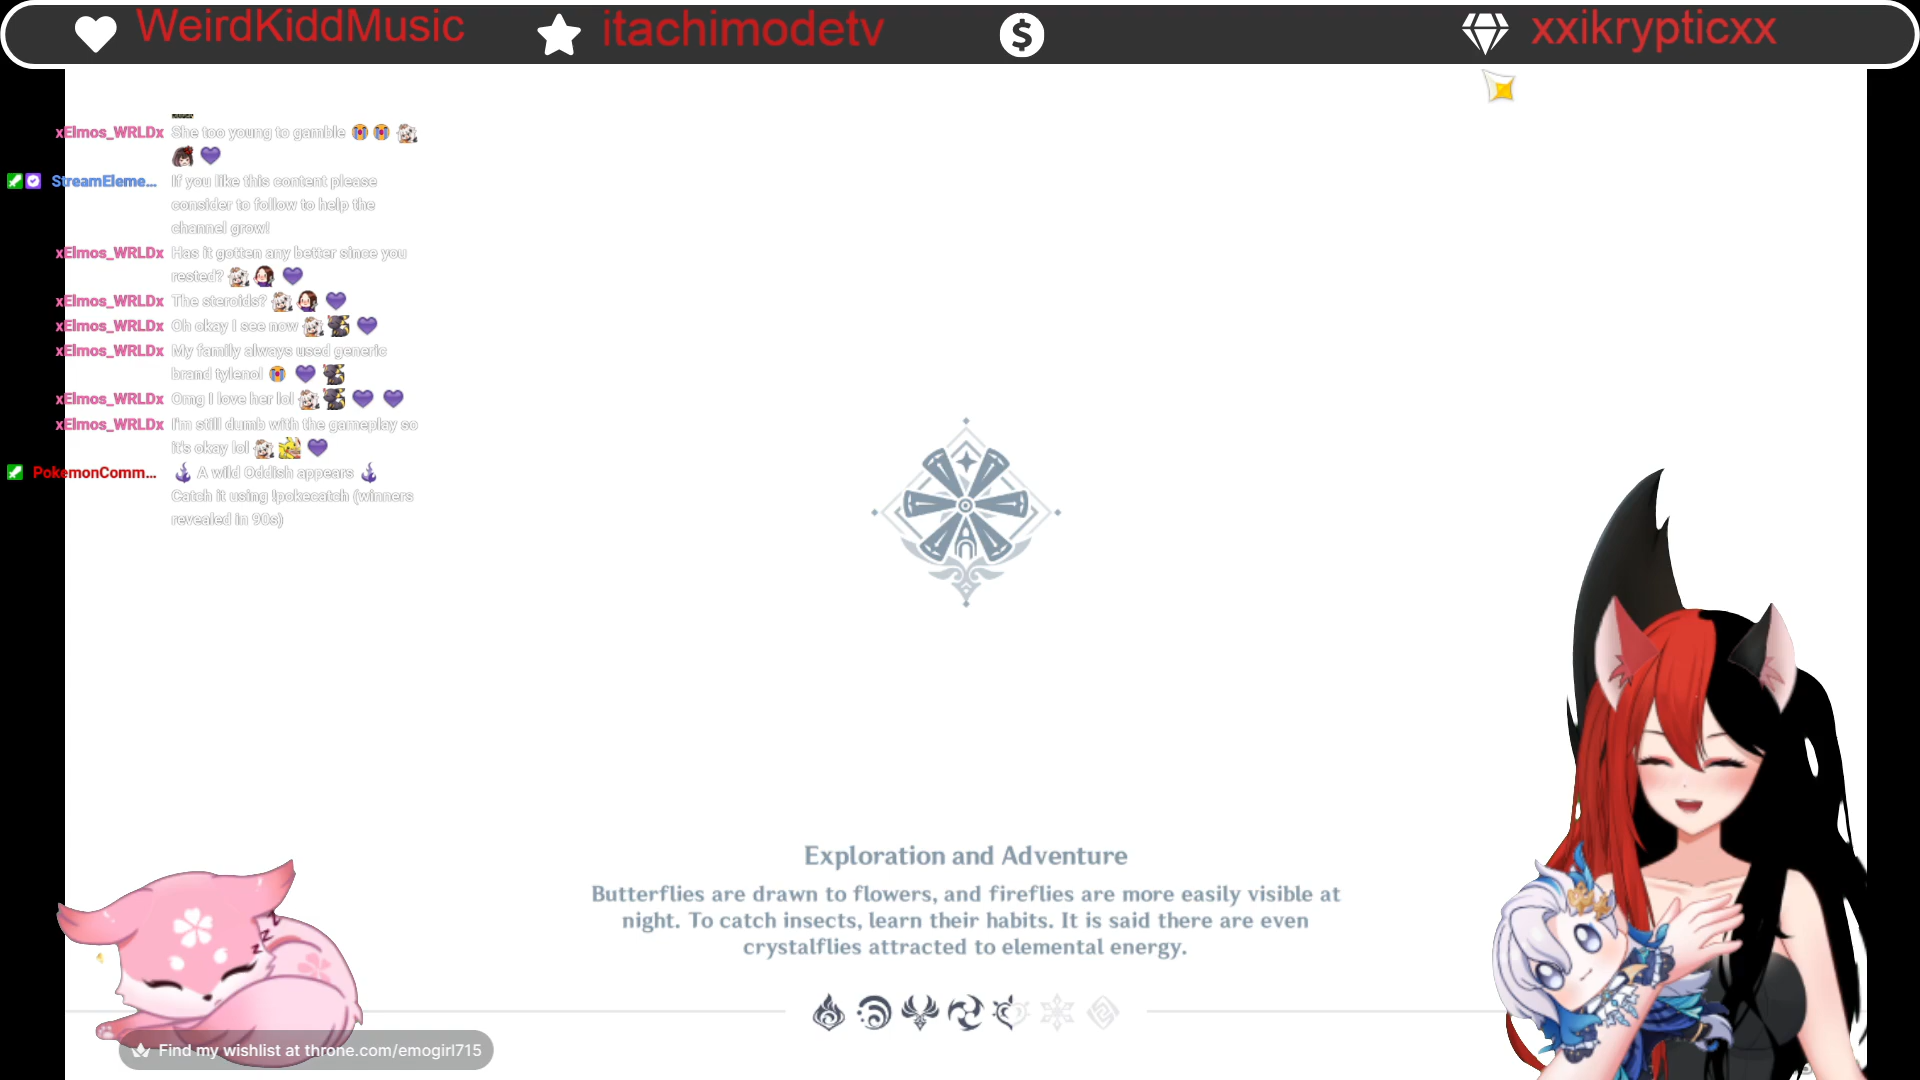 WeirdKiddMusic
itachimodetv
xxikrypticxx
xElmos_WRLDx She too young to gamble
StreamEleme... If you like this content please
consider to follow to help the
channel grow!
xElmos_WRLDx Has it gotten any better since you
rested?
xElmos_WRLDx The steroids?
xElmos_WRLDx Oh okay I see now
xElmos_WRLDx My family always used generic
brand tylenol
xElmos_WRLDx Omg I love her lol
xElmos_WRLDx I'm still dumb with the gameplay so
it's okay lol
PokemonComm... A wild Oddish appears
Catch it using !pokecatch (winners
revealed in 90s)
Exploration and Adventure
Butterflies are drawn to flowers, and fireflies are more easily visible at
night. To catch insects, learn their habits. It is said there are even
crystalflies attracted to elemental energy.
Find my wishlist at throne.com/emogirl715